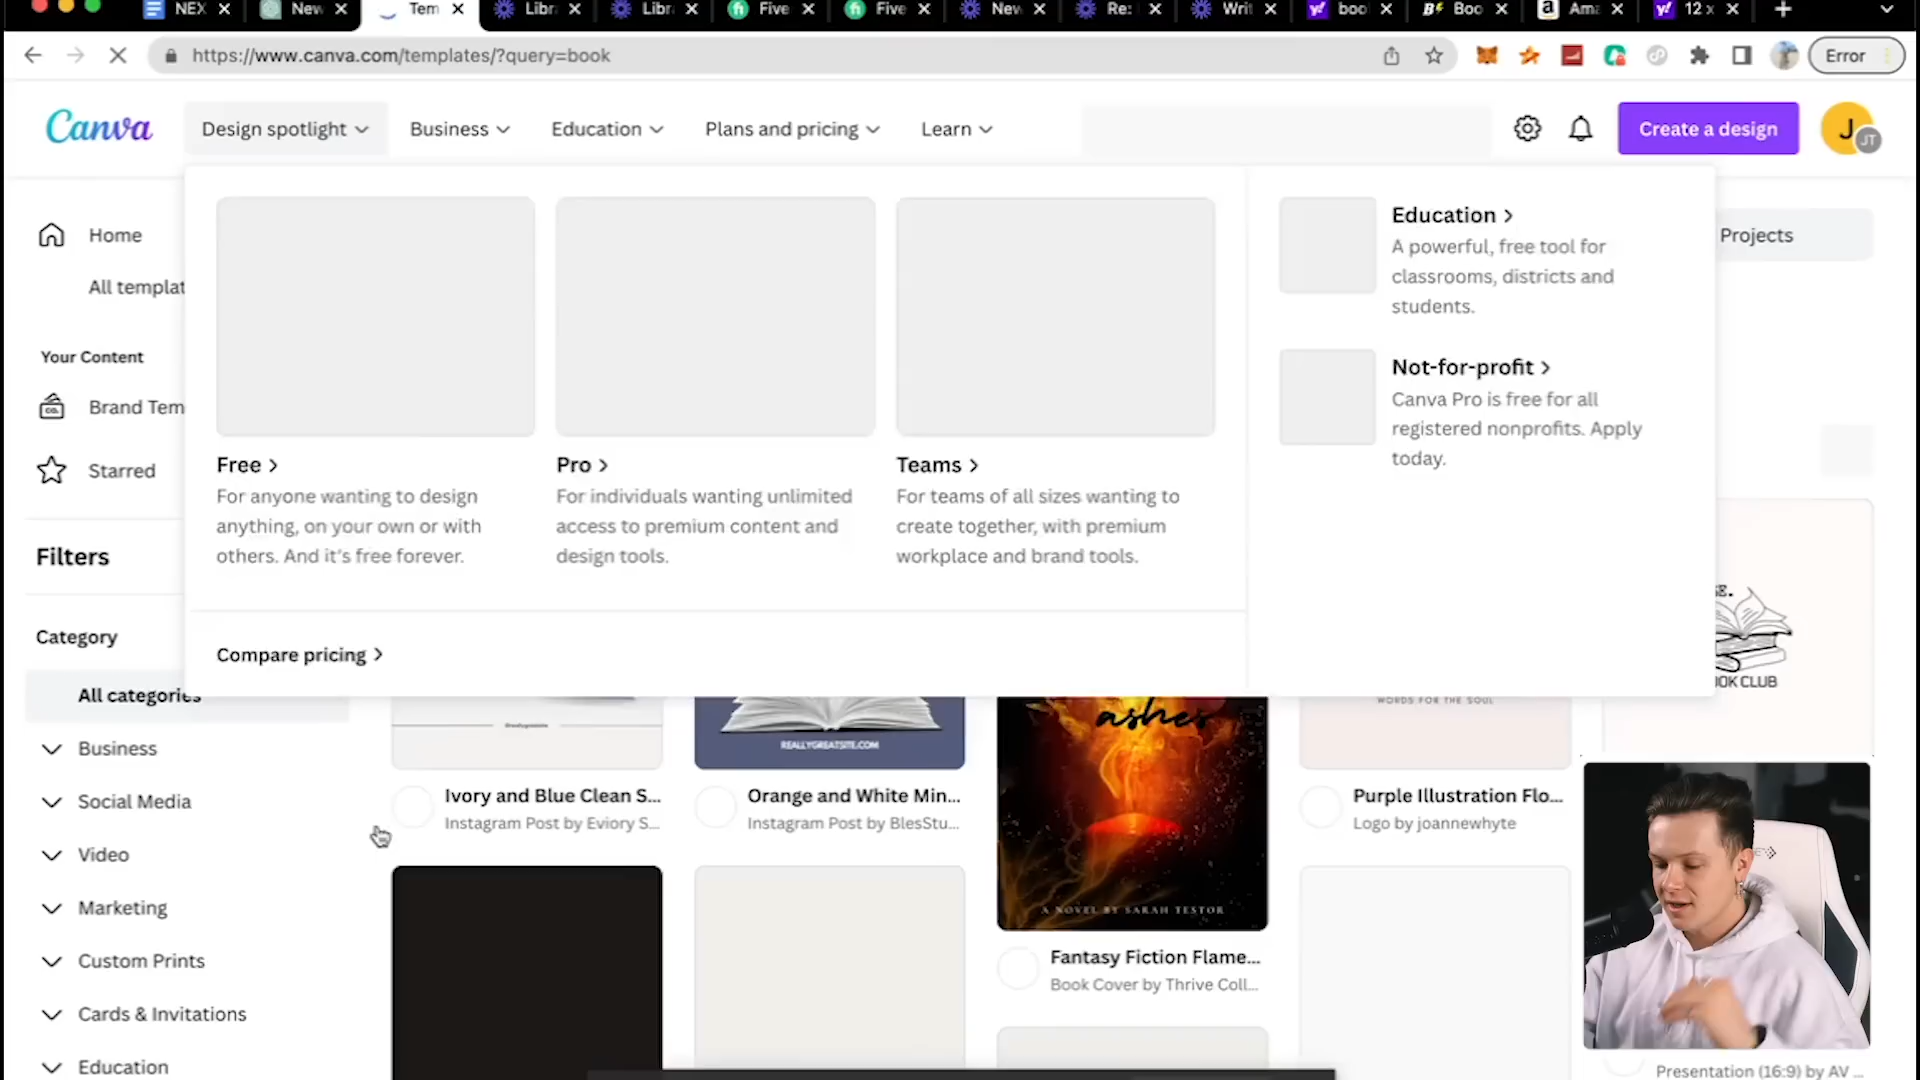 NEX
New
Tem
Libr
Libr
Five
Five
New
Re:
Writ
boo
Boo
Ama
12 x
https://www.canva.com/templates/?query=book
Error
Canva
Design spotlight
Business
Education
Plans and pricing
Learn
Create a design
J
JT
Home
All templat
Your Content
Brand Tem
Starred
Filters
Category
All categories
Business
Social Media
Video
Marketing
Custom Prints
Cards & Invitations
Education
Free
For anyone wanting to design
anything, on your own or with
others. And it's free forever.
Pro
For individuals wanting unlimited
access to premium content and
design tools.
Teams
For teams of all sizes wanting to
create together, with premium
workplace and brand tools.
Compare pricing
Education
A powerful, free tool for
classrooms, districts and
students.
Not-for-profit
Canva Pro is free for all
registered nonprofits. Apply
today.
Projects
OOK CLUB
REALLYGREATSITE.COM
ashes
A NOVEL BY SARAH TESTOR
WORDS FOR THE SOUL
Ivory and Blue Clean S...
Instagram Post by Eviory S...
Orange and White Min...
Instagram Post by BlesStu...
Fantasy Fiction Flame...
Book Cover by Thrive Coll...
Purple Illustration Flo...
Logo by joannewhyte
Presentation (16:9) by AV ...